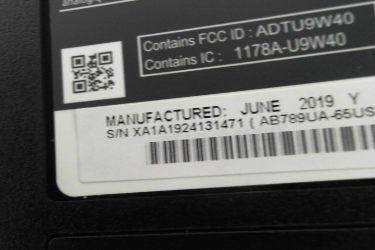 Contains FCC ID : ADTU9W40
Contains IC : 1178A-U9W40
MANUFACTURED: JUNE 2019 Y
S/N XA1A1924131471 ( AB789UA-65US